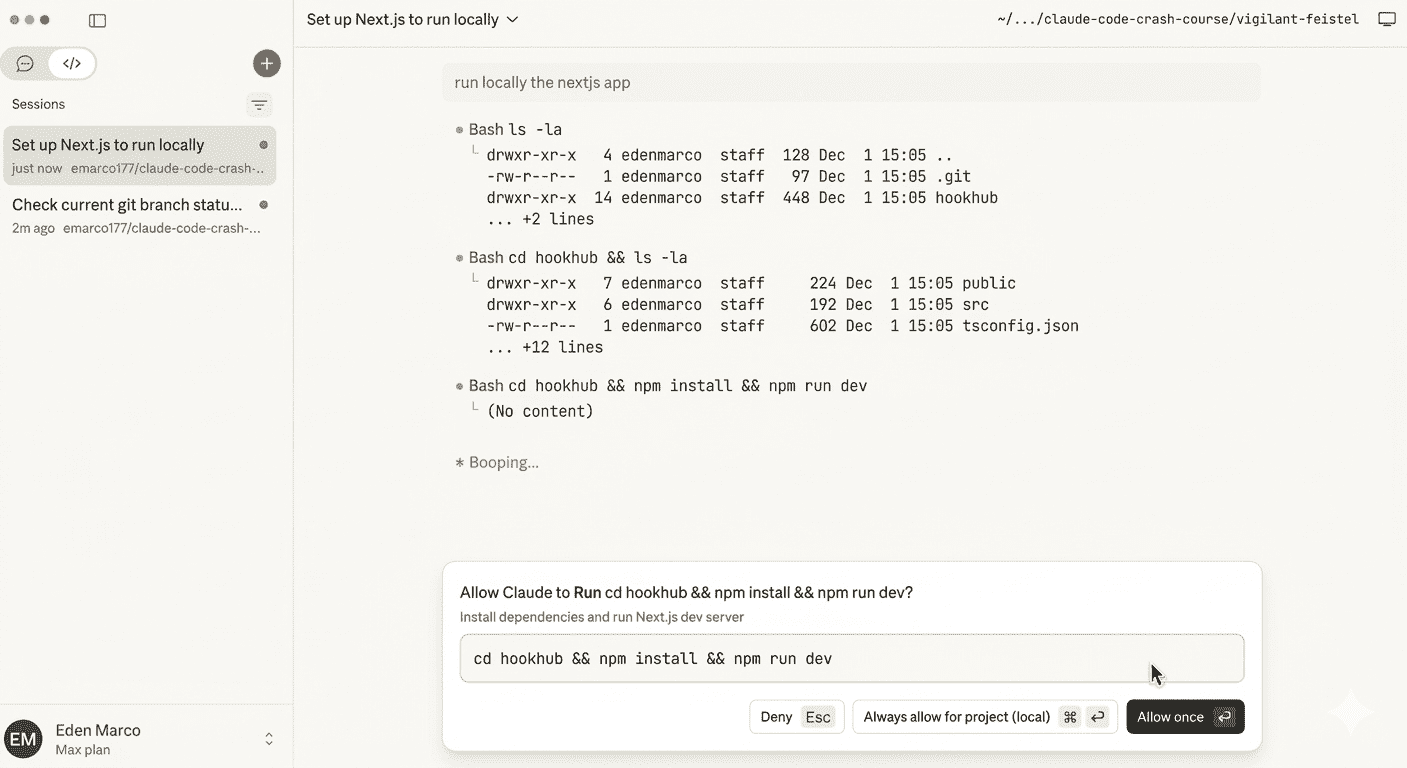 Set up Next.js to run locally
~/.../claude-code-crash-course/vigilant-feistel
Sessions
Set up Next.js to run locally
just now emarco177/claude-code-crash-..
Check current git branch statu...
2m ago emarco177/claude-code-crash-...
Eden Marco
EM
Max plan
run locally the nextjs app
Bash ls -la
└ drwxr-xr-x   4 edenmarco  staff  128 Dec  1 15:05 ..
-rw-r--r--   1 edenmarco  staff   97 Dec  1 15:05 .git
drwxr-xr-x  14 edenmarco  staff  448 Dec  1 15:05 hookhub
... +2 lines
Bash cd hookhub && ls -la
└ drwxr-xr-x   7 edenmarco  staff     224 Dec  1 15:05 public
drwxr-xr-x   6 edenmarco  staff     192 Dec  1 15:05 src
-rw-r--r--   1 edenmarco  staff     602 Dec  1 15:05 tsconfig.json
... +12 lines
Bash cd hookhub && npm install && npm run dev
└ (No content)
* Booping...
Allow Claude to Run cd hookhub && npm install && npm run dev?
Install dependencies and run Next.js dev server
cd hookhub && npm install && npm run dev
Deny Esc
Always allow for project (local) ⌘ ↵
Allow once ↵